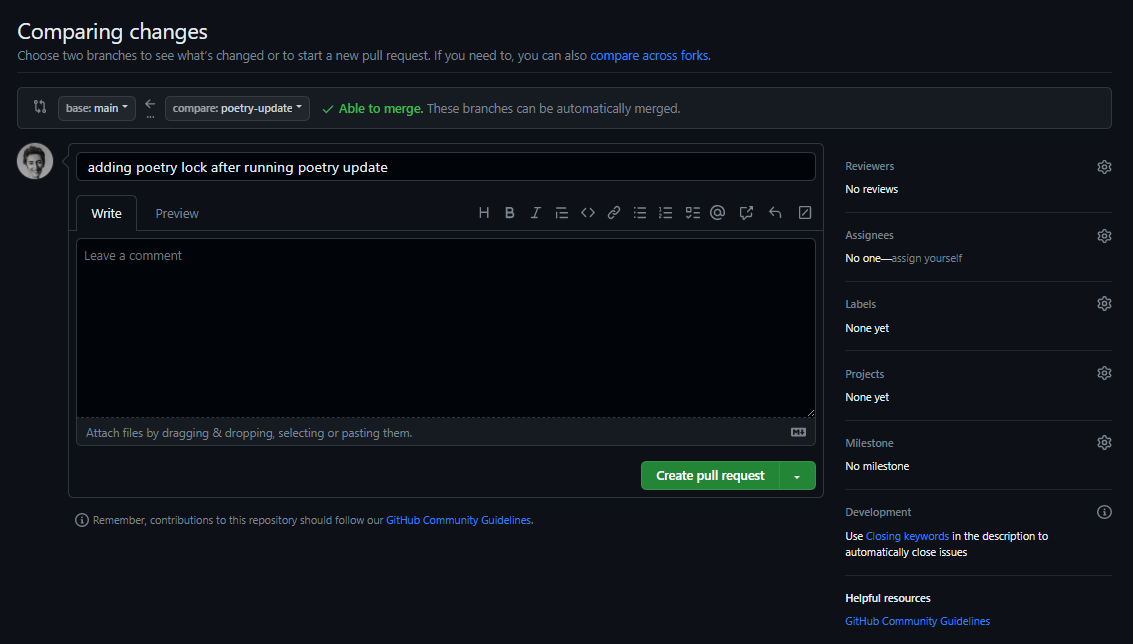 Comparing changes
Choose two branches to see what's changed or to start a new pull request. If you need to, you can also compare across forks.
base: main
...
compare: poetry-update
Able to merge. These branches can be automatically merged.
adding poetry lock after running poetry update
Write
Preview
Leave a comment
Attach files by dragging & dropping, selecting or pasting them.
Create pull request
Remember, contributions to this repository should follow our GitHub Community Guidelines.
Reviewers
No reviews
Assignees
No one—assign yourself
Labels
None yet
Projects
None yet
Milestone
No milestone
Development
Use Closing keywords in the description to
automatically close issues
Helpful resources
GitHub Community Guidelines